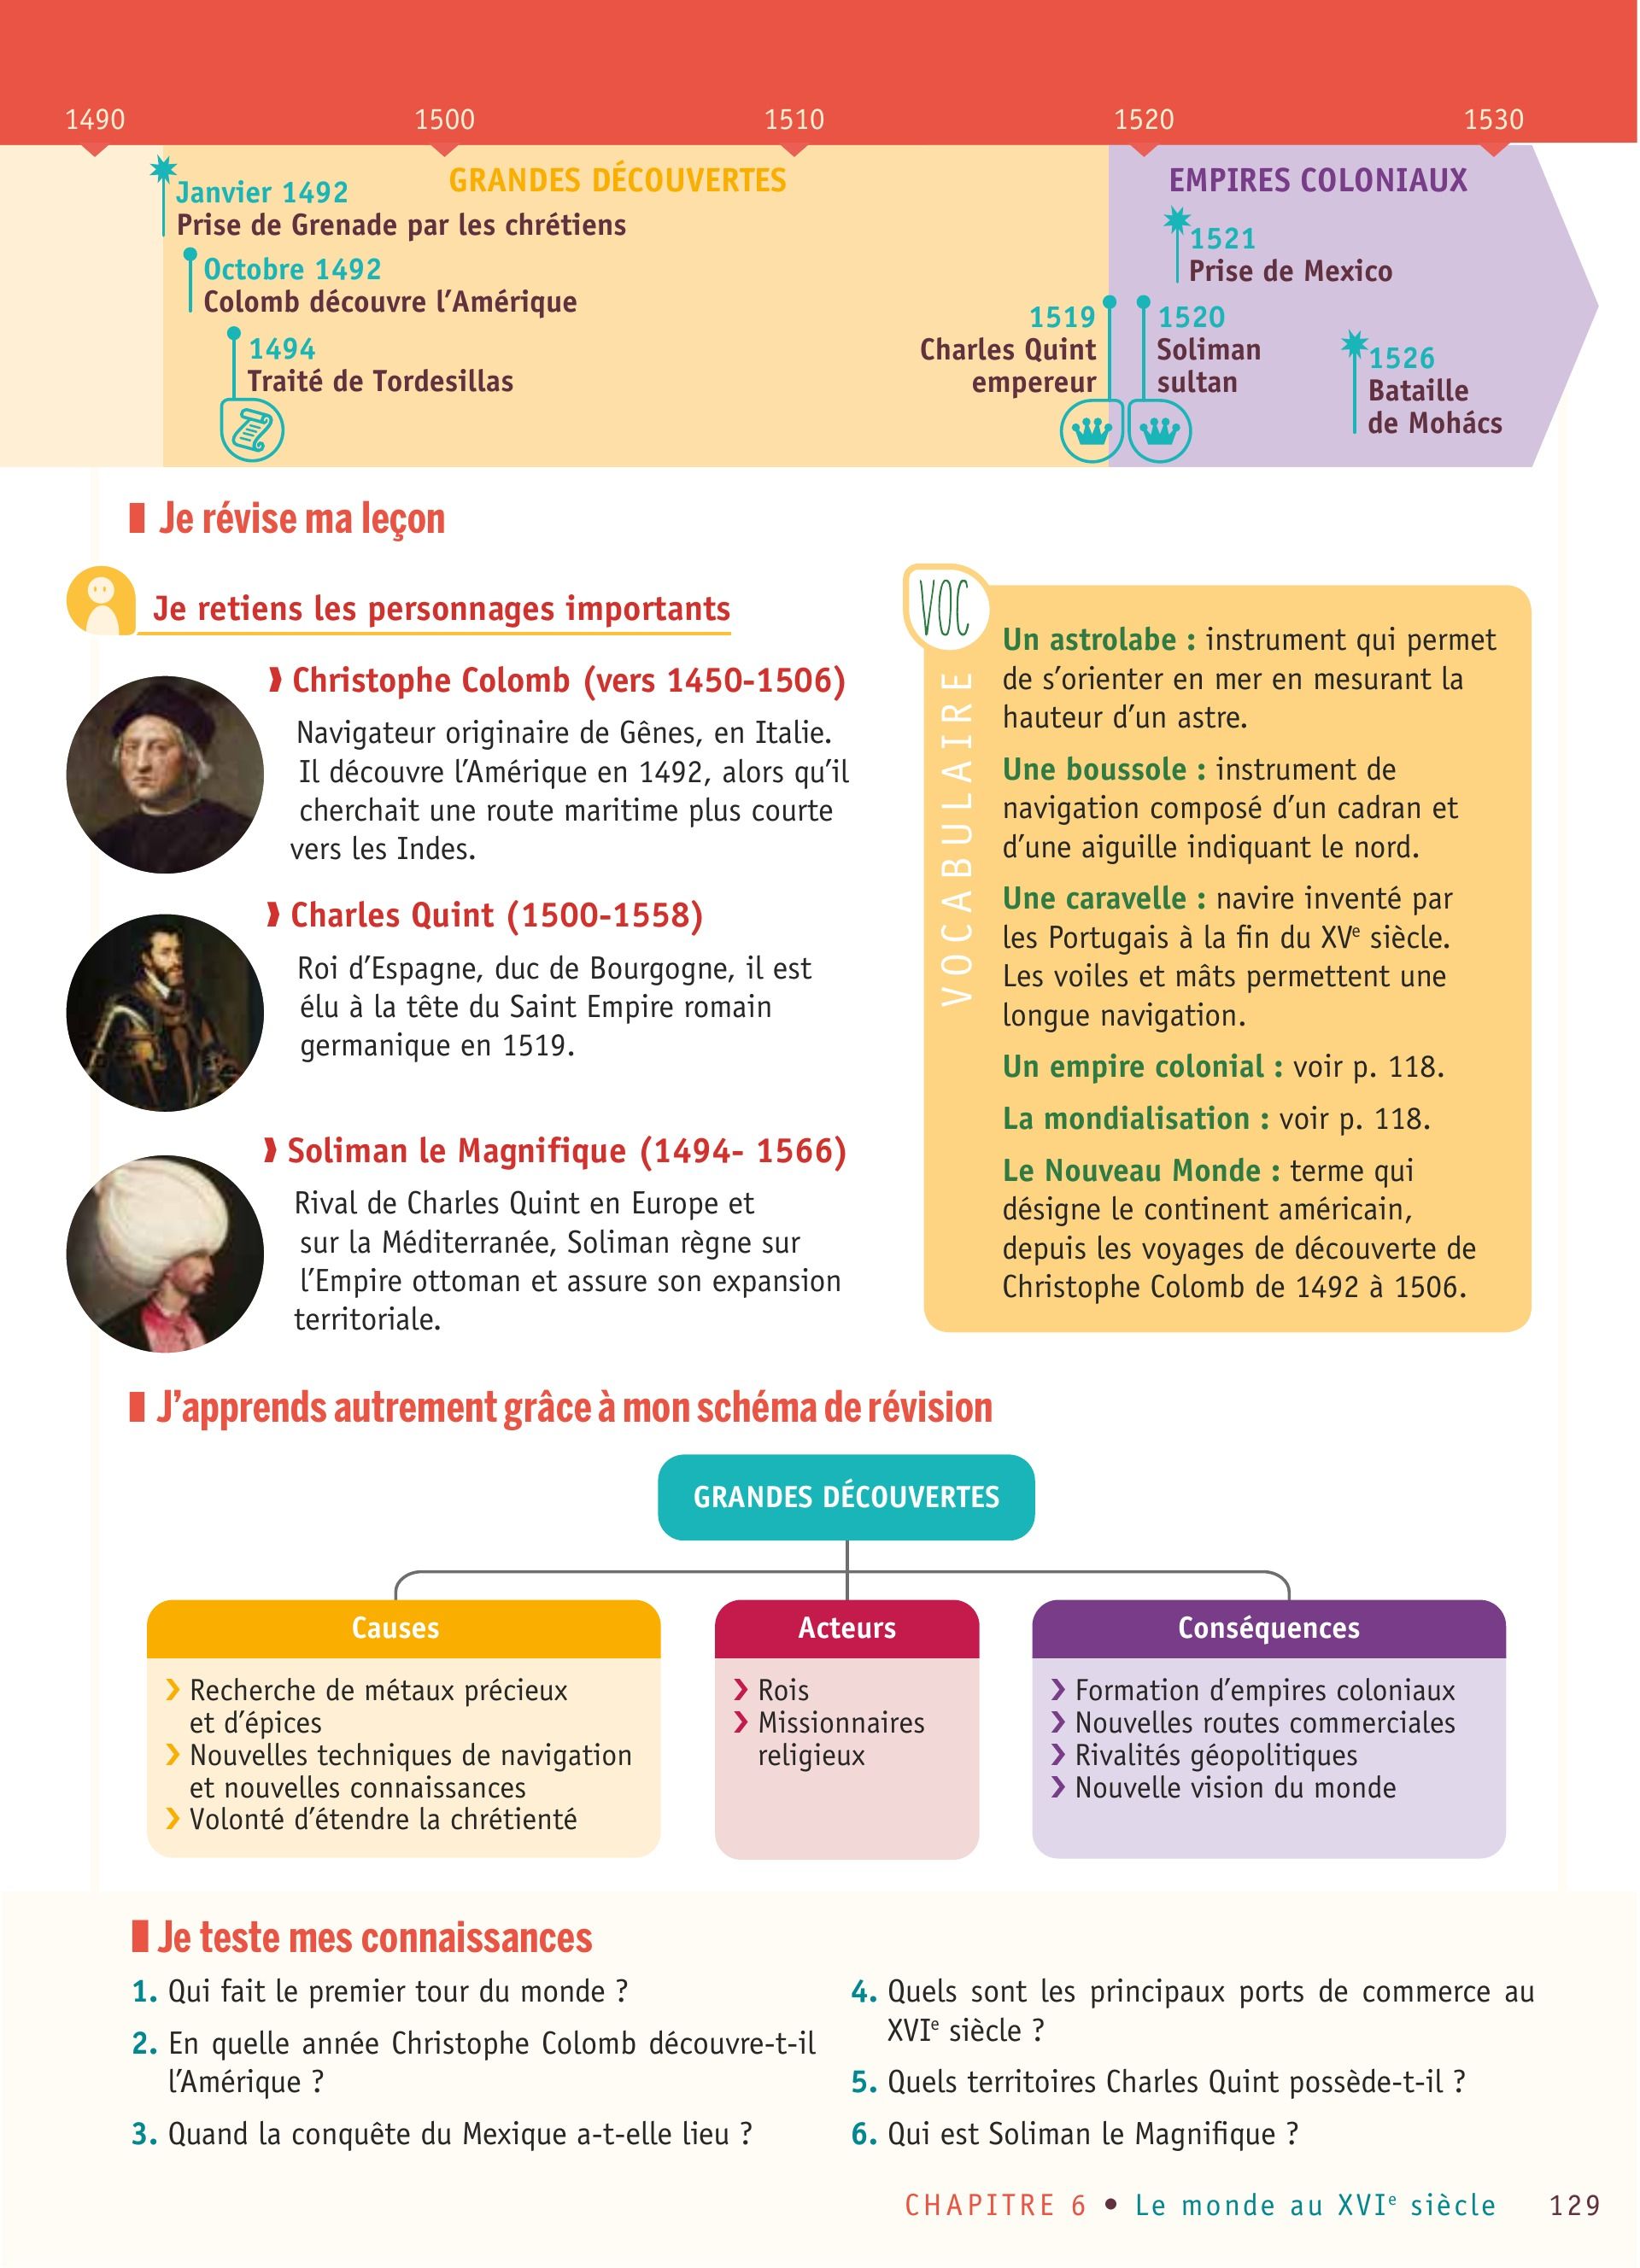 1490 1500 1510 1520 1530
GRANDES DÉCOUVERTES
EMPIRES COLONIAUX
Janvier 1492
Prise de Grenade par les chrétiens
Octobre 1492
Colomb découvre l’Amérique
1494
Traité de Tordesillas
1519
Charles Quint
empereur
1520
Soliman
sultan
1521
Prise de Mexico
1526
Bataille
de Mohács
Je révise ma leçon
Je retiens les personnages importants
Christophe Colomb (vers 1450-1506)
Navigateur originaire de Gênes, en Italie.
Il découvre l’Amérique en 1492, alors qu’il
cherchait une route maritime plus courte
vers les Indes.
Charles Quint (1500-1558)
Roi d’Espagne, duc de Bourgogne, il est
élu à la tête du Saint Empire romain
germanique en 1519.
Soliman le Magnifique (1494- 1566)
Rival de Charles Quint en Europe et
sur la Méditerranée, Soliman règne sur
l’Empire ottoman et assure son expansion
territoriale.
VOC
VOCABULAIRE
Un astrolabe : instrument qui permet
de s’orienter en mer en mesurant la
hauteur d’un astre.
Une boussole : instrument de
navigation composé d’un cadran et
d’une aiguille indiquant le nord.
Une caravelle : navire inventé par
les Portugais à la fin du XVe siècle.
Les voiles et mâts permettent une
longue navigation.
Un empire colonial : voir p. 118.
La mondialisation : voir p. 118.
Le Nouveau Monde : terme qui
désigne le continent américain,
depuis les voyages de découverte de
Christophe Colomb de 1492 à 1506.
J’apprends autrement grâce à mon schéma de révision
GRANDES DÉCOUVERTES
Causes
❯ Recherche de métaux précieux
et d’épices
❯ Nouvelles techniques de navigation
et nouvelles connaissances
❯ Volonté d’étendre la chrétienté
Acteurs
❯ Rois
❯ Missionnaires
religieux
Conséquences
❯ Formation d’empires coloniaux
❯ Nouvelles routes commerciales
❯ Rivalités géopolitiques
❯ Nouvelle vision du monde
Je teste mes connaissances
1. Qui fait le premier tour du monde ?
2. En quelle année Christophe Colomb découvre-t-il
l’Amérique ?
3. Quand la conquête du Mexique a-t-elle lieu ?
4. Quels sont les principaux ports de commerce au
XVIe siècle ?
5. Quels territoires Charles Quint possède-t-il ?
6. Qui est Soliman le Magnifique ?
CHAPITRE 6 • Le monde au XVIe siècle 129